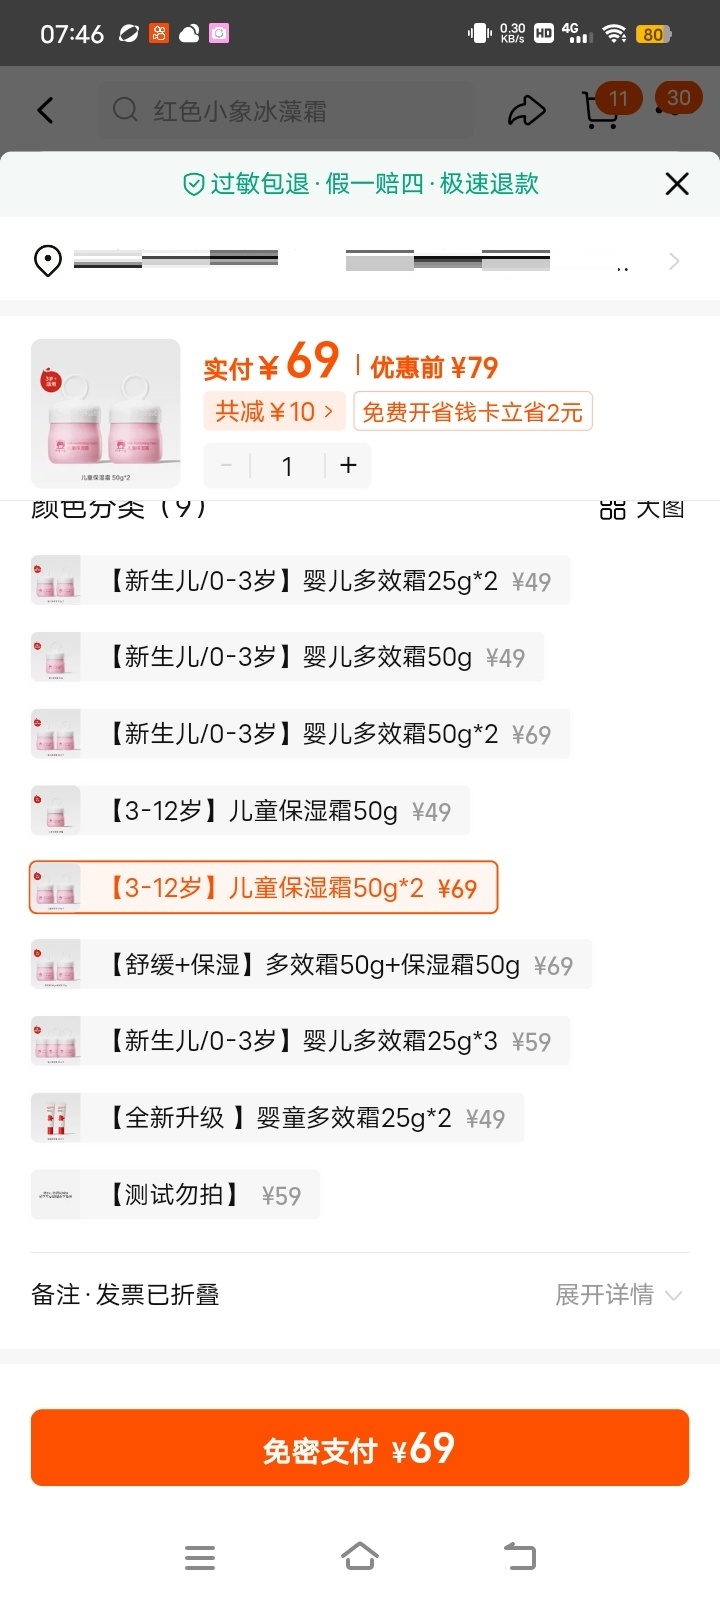 07:46
0.30 KB/s HD 4G 80
红色小象冰藻霜
11
30
过敏包退·假一赔四·极速退款
..
实付¥69 优惠前 ¥79
共减¥10 >
免费开省钱卡立省2元
- 1 +
儿童保湿霜 50g*2
颜色分类（9）
大图
【新生儿/0-3岁】婴儿多效霜25g*2 ¥49
【新生儿/0-3岁】婴儿多效霜50g ¥49
【新生儿/0-3岁】婴儿多效霜50g*2 ¥69
【3-12岁】儿童保湿霜50g ¥49
【3-12岁】儿童保湿霜50g*2 ¥69
【舒缓+保湿】多效霜50g+保湿霜50g ¥69
【新生儿/0-3岁】婴儿多效霜25g*3 ¥59
【全新升级 】婴童多效霜25g*2 ¥49
【测试勿拍】 ¥59
备注·发票已折叠
展开详情
免密支付 ¥69